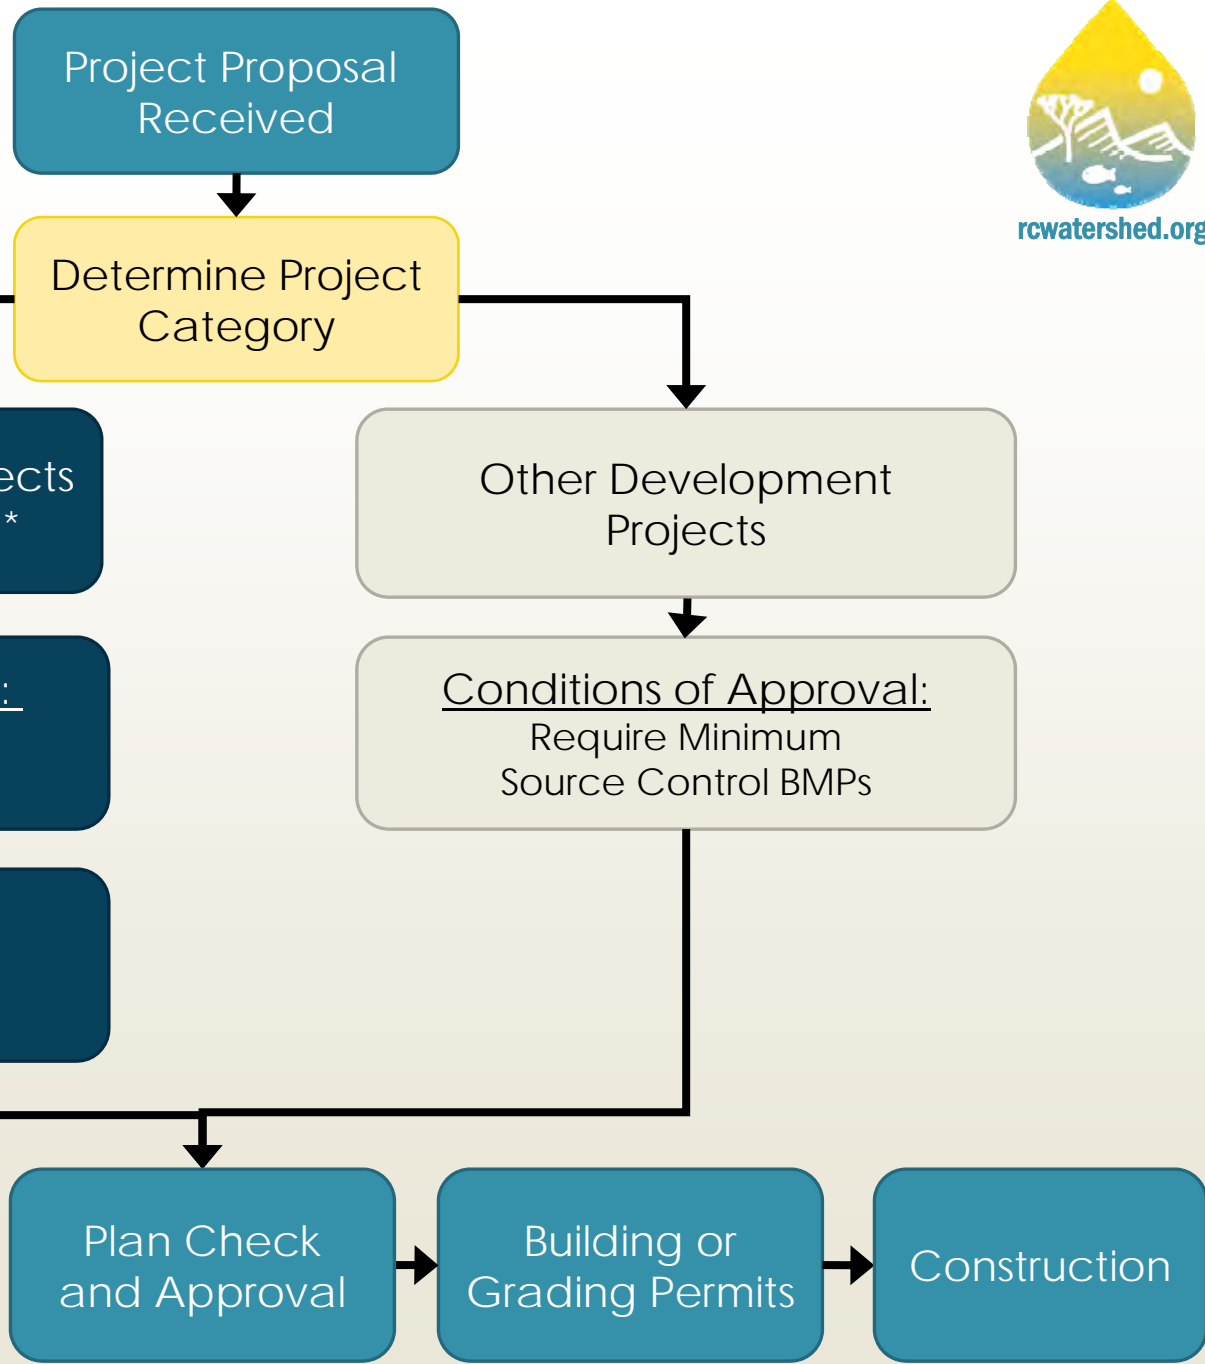 Project Proposal
Received
rcwatershed.org
Determine Project
Category
*
Other Development
Projects
:
Conditions of Approval:
Require Minimum
Source Control BMPs
Plan Check
and Approval
Building or
Grading Permits
Construction